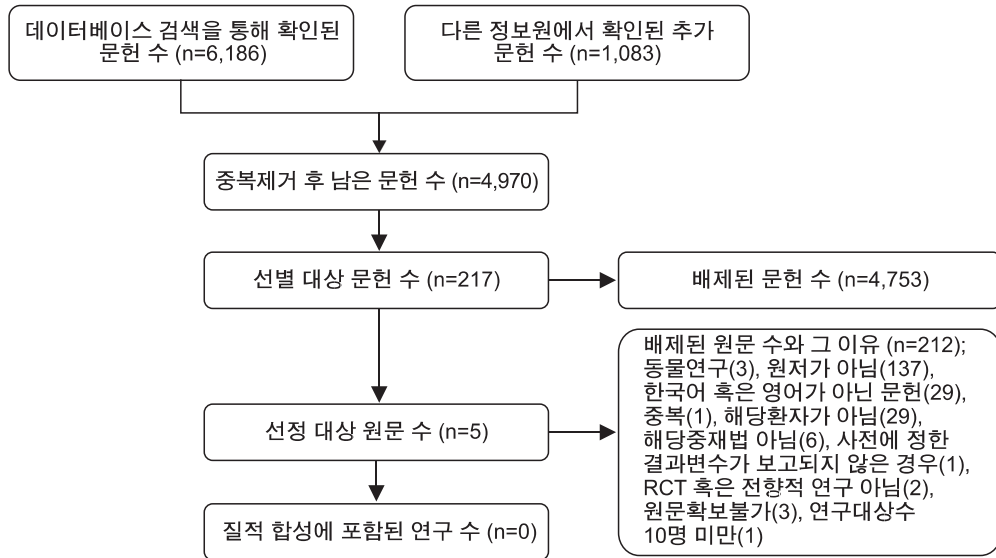 데이터베이스 검색을 통해 확인된
문헌 수 (n=6,186)
다른 정보원에서 확인된 추가
문헌 수 (n=1,083)
중복제거 후 남은 문헌 수 (n=4,970)
선별 대상 문헌 수 (n=217)
배제된 문헌 수 (n=4,753)
선정 대상 원문 수 (n=5)
배제된 원문 수와 그 이유 (n=212);
동물연구(3), 원저가 아님(137),
한국어 혹은 영어가 아닌 문헌(29),
중복(1), 해당환자가 아님(29),
해당중재법 아님(6), 사전에 정한
결과변수가 보고되지 않은 경우(1),
RCT 혹은 전향적 연구 아님(2),
원문확보불가(3), 연구대상수
10명 미만(1)
질적 합성에 포함된 연구 수 (n=0)